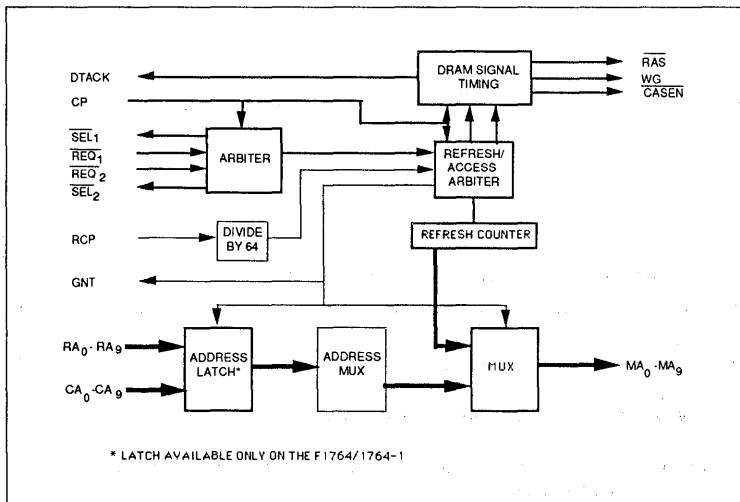 DTACK
CP
SEL1
REQ1
REQ2
SEL2
RCP
GNT
RA0-RA9
CA0-CA9
ARBITER
DIVIDE
BY 64
DRAM SIGNAL
TIMING
RAS
WG
CASEN
REFRESH/
ACCESS
ARBITER
REFRESH COUNTER
ADDRESS
LATCH*
ADDRESS
MUX
MUX
MA0-MA9
* LATCH AVAILABLE ONLY ON THE F1764/1764-1